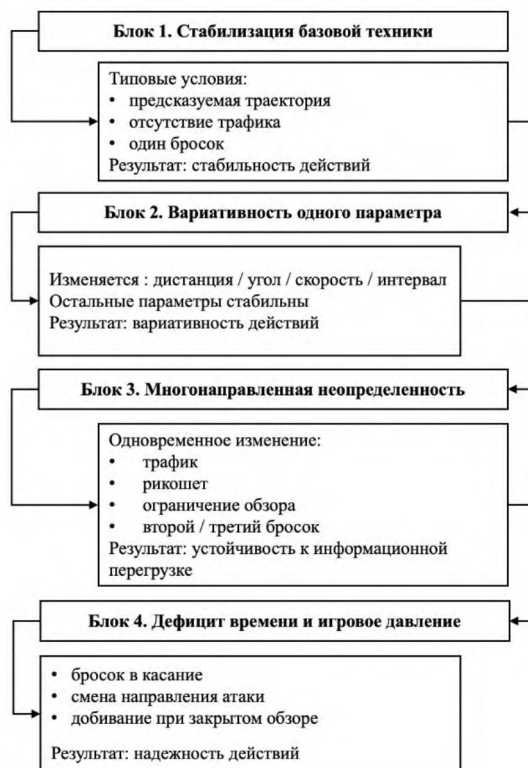 Блок 1. Стабилизация базовой техники
Типовые условия:
• предсказуемая траектория
• отсутствие трафика
• один бросок
Результат: стабильность действий
Блок 2. Вариативность одного параметра
Изменяется : дистанция / угол / скорость / интервал
Остальные параметры стабильны
Результат: вариативность действий
Блок 3. Многонаправленная неопределенность
Одновременное изменение:
• трафик
• рикошет
• ограничение обзора
• второй / третий бросок
Результат: устойчивость к информационной
перегрузке
Блок 4. Дефицит времени и игровое давление
• бросок в касание
• смена направления атаки
• добивание при закрытом обзоре
Результат: надежность действий